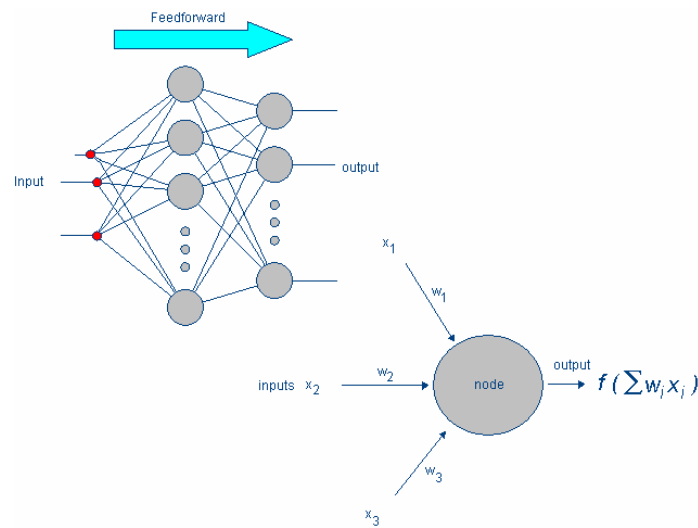 Feedforward
Input
output
x₁
w₁
inputs x₂
w₂
node
output
f(∑wᵢxᵢ)
w₃
x₃